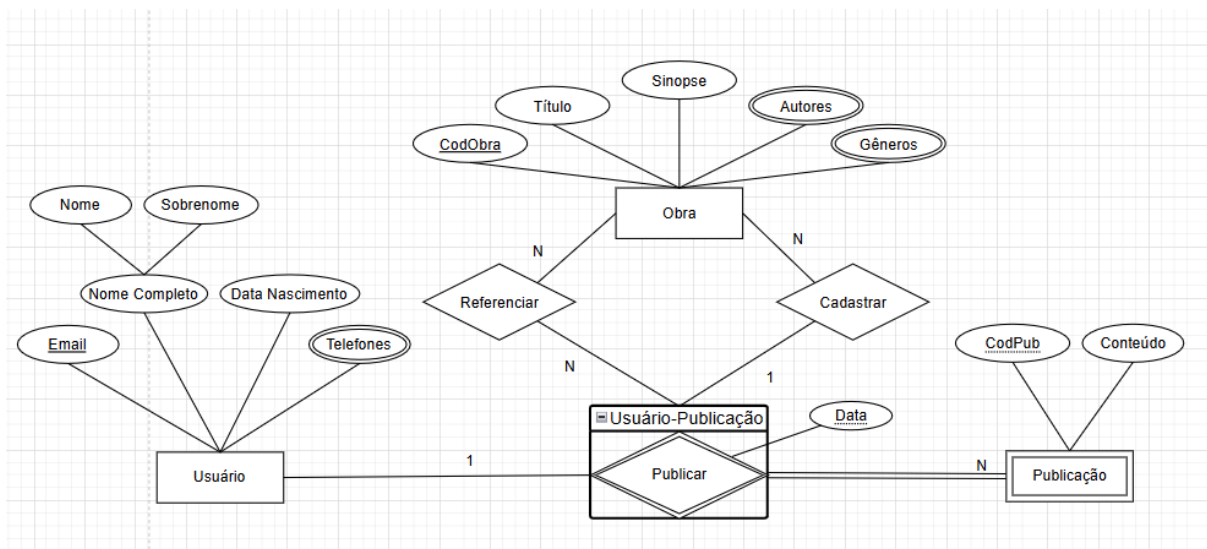 Sinopse
Título
Autores
CodObra
Gêneros
Nome
Sobrenome
Obra
N
N
Nome Completo
Data Nascimento
Referenciar
Cadastrar
Email
Telefones
CodPub
Conteúdo
N
1
Usuário-Publicação
Data
1
N
Usuário
Publicar
Publicação